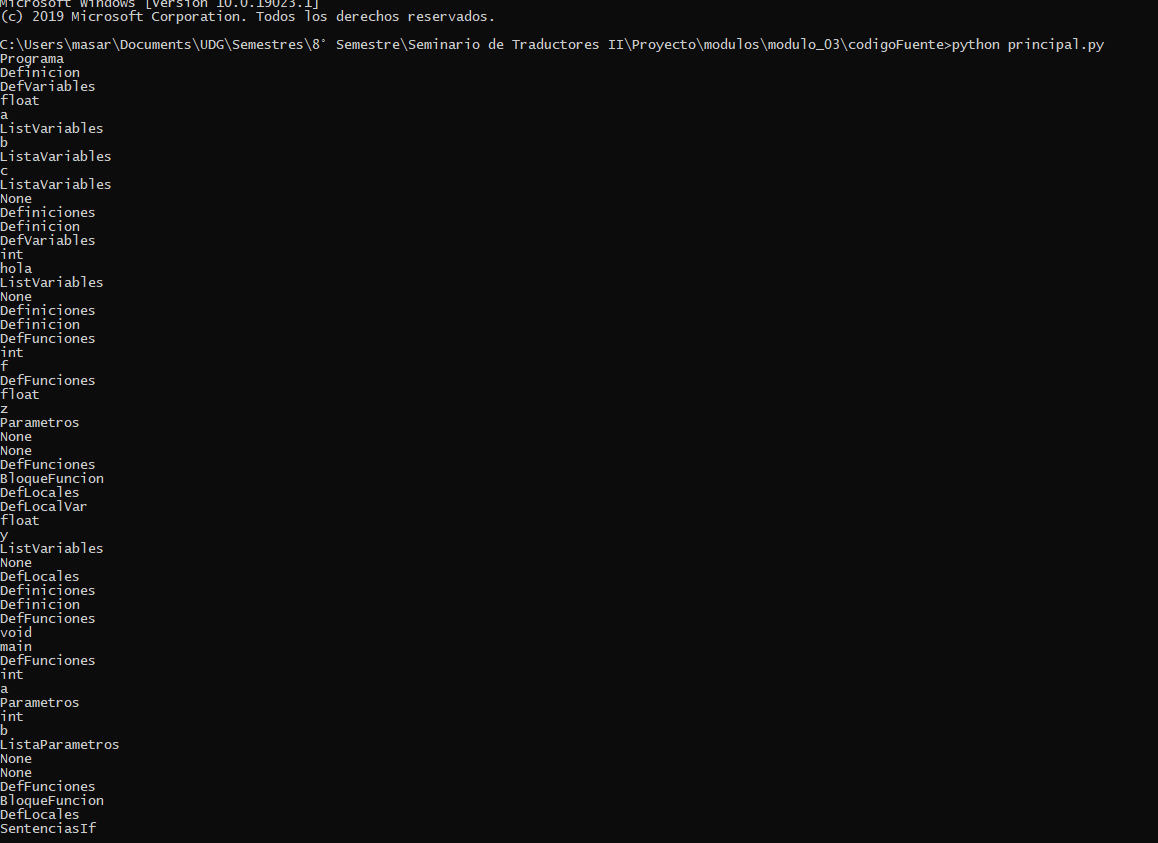 Microsoft Windows [Versión 10.0.19023.1]
(c) 2019 Microsoft Corporation. Todos los derechos reservados.
C:\Users\masar\Documents\UDG\Semestres\8° Semestre\Seminario de Traductores II\Proyecto\modulos\modulo_03\codigoFuente>python principal.py
Programa
Definicion
DefVariables
float
a
ListVariables
b
ListaVariables
c
ListaVariables
None
Definiciones
Definicion
DefVariables
int
hola
ListVariables
None
Definiciones
Definicion
DefFunciones
int
f
DefFunciones
float
z
Parametros
None
None
DefFunciones
BloqueFuncion
DefLocales
DefLocalVar
float
y
ListVariables
None
DefLocales
Definiciones
Definicion
DefFunciones
void
main
DefFunciones
int
a
Parametros
int
b
ListaParametros
None
None
DefFunciones
BloqueFuncion
DefLocales
SentenciasIf